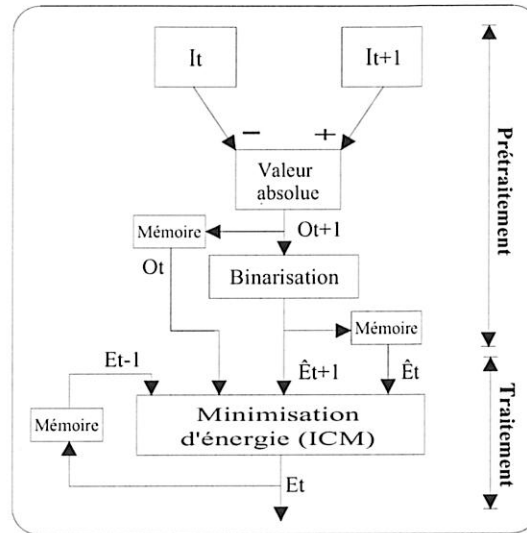 It
It+1
− +
Valeur
absolue
Mémoire
Ot+1
Ot
Binarisation
Mémoire
Et-1
Êt+1
Êt
Mémoire
Minimisation
d'énergie (ICM)
Et
Prétraitement
Traitement